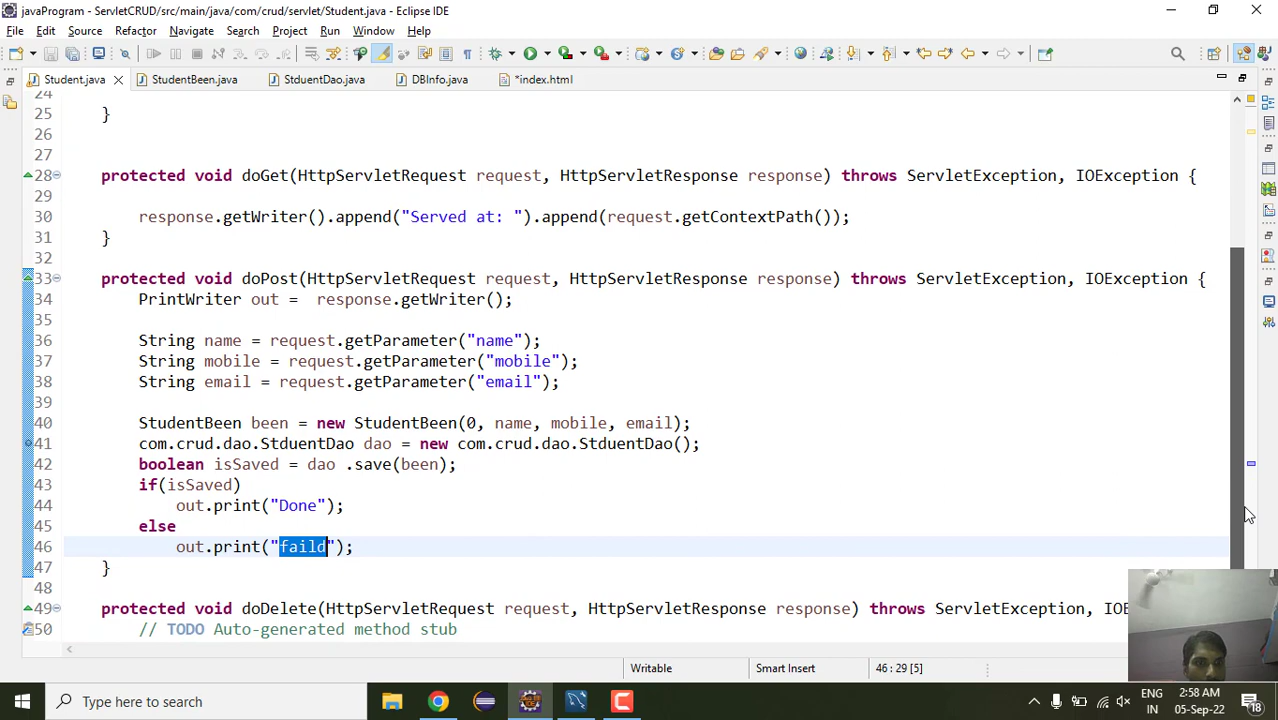 javaProgram - ServletCRUD/src/main/java/com/crud/servlet/Student.java - Eclipse IDE
File Edit Source Refactor Navigate Search Project Run Window Help
Student.java StudentBeen.java StduentDao.java DBInfo.java *index.html
24
25 }
26
27
28 protected void doGet(HttpServletRequest request, HttpServletResponse response) throws ServletException, IOException {
29
30 response.getWriter().append("Served at: ").append(request.getContextPath());
31 }
32
33 protected void doPost(HttpServletRequest request, HttpServletResponse response) throws ServletException, IOException {
34 PrintWriter out =  response.getWriter();
35
36 String name = request.getParameter("name");
37 String mobile = request.getParameter("mobile");
38 String email = request.getParameter("email");
39
40 StudentBeen been = new StudentBeen(0, name, mobile, email);
41 com.crud.dao.StduentDao dao = new com.crud.dao.StduentDao();
42 boolean isSaved = dao .save(been);
43 if(isSaved)
44 out.print("Done");
45 else
46 out.print("faild");
47 }
48
49 protected void doDelete(HttpServletRequest request, HttpServletResponse response) throws ServletException, IOE
50 // TODO Auto-generated method stub
Writable Smart Insert 46 : 29 [5]
Type here to search
ENG
IN
2:58 AM
05-Sep-22
18